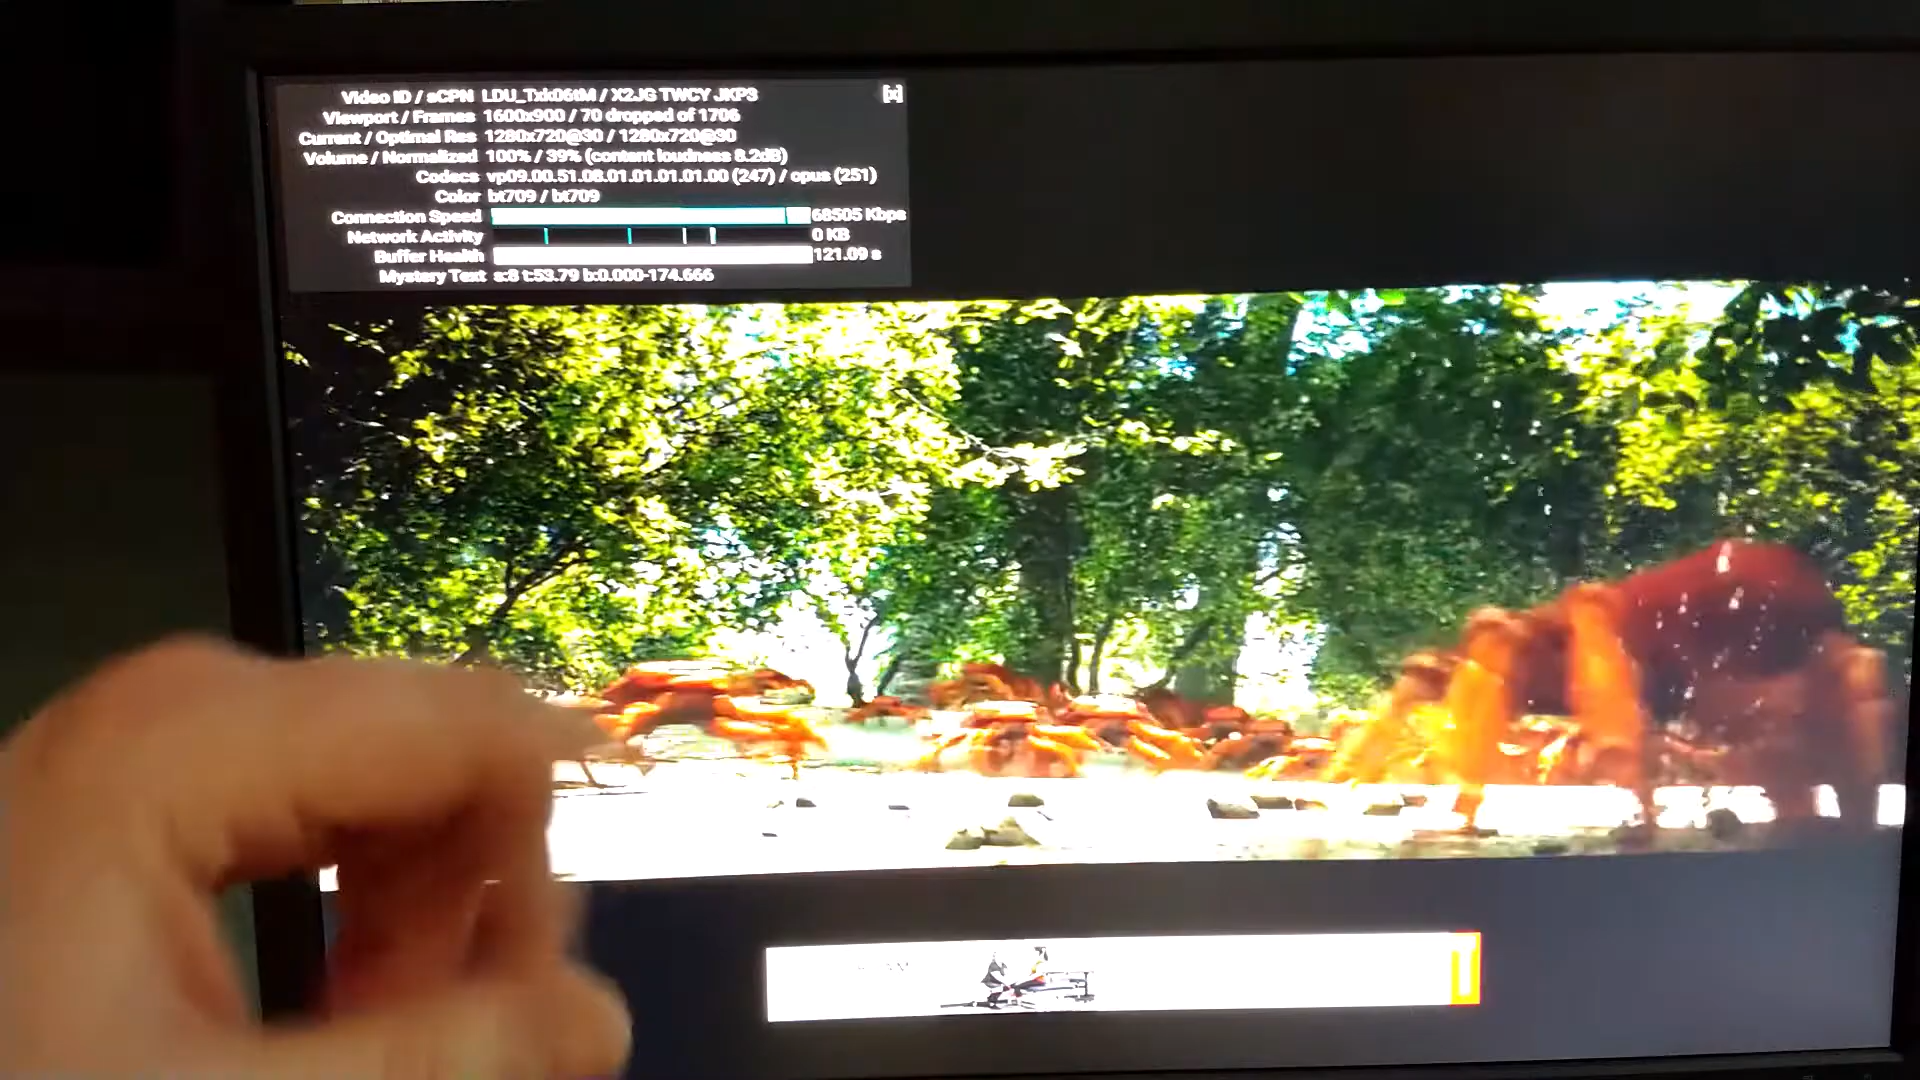 Video ID / sCPN LDU_Txk06tM / X2JG TWCY JKP3 [x]
Viewport / Frames 1600x900 / 70 dropped of 1706
Current / Optimal Res 1280x720@30 / 1280x720@30
Volume / Normalized 100% / 39% (content loudness 8.2dB)
Codecs vp09.00.51.08.01.01.01.01.00 (247) / opus (251)
Color bt709 / bt709
Connection Speed 68505 Kbps
Network Activity 0 KB
Buffer Health 121.09 s
Mystery Text s:8 t:53.79 b:0.000-174.666